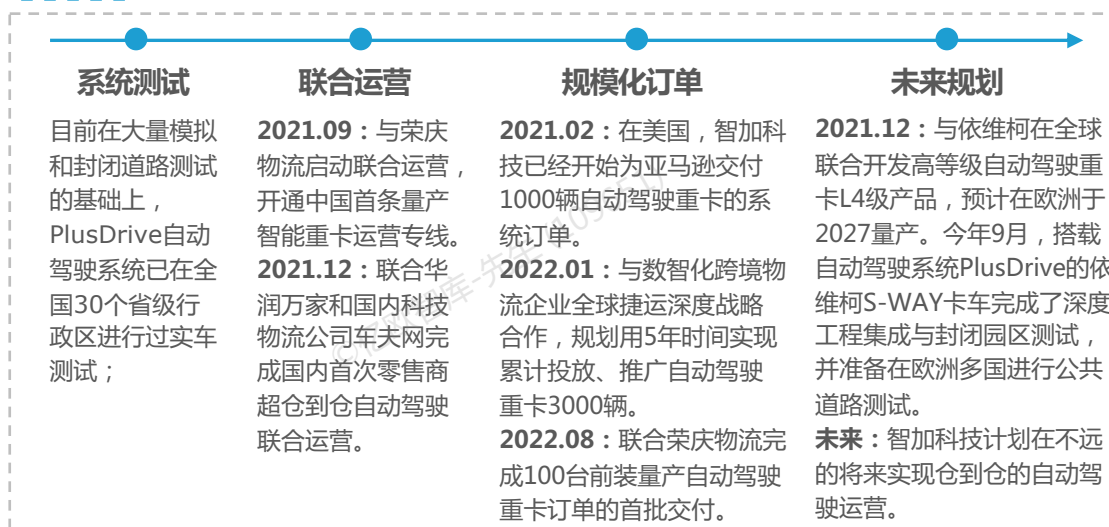 系统测试
目前在大量模拟
和封闭道路测试
的基础上，
PlusDrive自动
驾驶系统已在全
国30个省级行
政区进行过实车
测试；
联合运营
2021.09：与荣庆
物流启动联合运营，
开通中国首条量产
智能重卡运营专线。
2021.12：联合华
润万家和国内科技
物流公司车天网完
成国内首次零售商
超仓到仓自动驾驶
联合运营。
规模化订单
2021.02：在美国，智加科
技已经开始为亚马逊交付
1000辆自动驾驶重卡的系
统订单。
2022.01：与数智化跨境物
流企业全球捷运深度战略
合作，规划用5年时间实现
累计投放、推广自动驾驶
重卡3000辆。
2022.08：联合荣庆物流完
成100台前装量产自动驾驶
重卡订单的首批交付。
未来规划
2021.12：与依维柯在全球
联合开发高等级自动驾驶重
卡L4级产品，预计在欧洲于
2027量产。今年9月，搭载
自动驾驶系统PlusDrive的依
维柯S-WAY卡车完成了深度
工程集成与封闭园区测试，
并准备在欧洲多国进行公共
道路测试。
未来：智加科技计划在不远
的将来实现仓到仓的自动驾
驶运营。